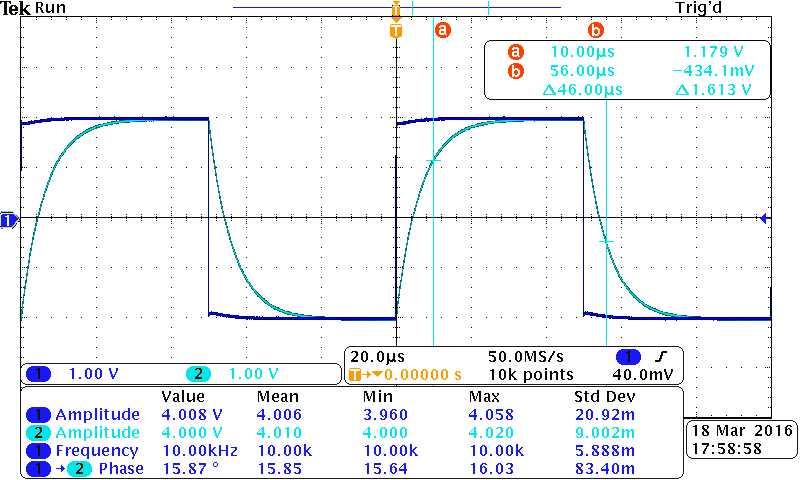 Tek Run Trig'd
T
T a b
a 10.00µs 1.179 V
b 56.00µs −434.1mV
Δ46.00µs Δ1.613 V
1
1 1.00 V 2 1.00 V
20.0µs 50.0MS/s 1
T→▼0.00000 s 10k points 40.0mV
Value Mean Min Max Std Dev
1 Amplitude 4.008 V 4.006 3.960 4.058 20.92m
2 Amplitude 4.000 V 4.010 4.000 4.020 9.002m
1 Frequency 10.00kHz 10.00k 10.00k 10.00k 5.888m
1 → 2 Phase 15.87 ° 15.85 15.64 16.03 83.40m
18 Mar 2016
17:58:58